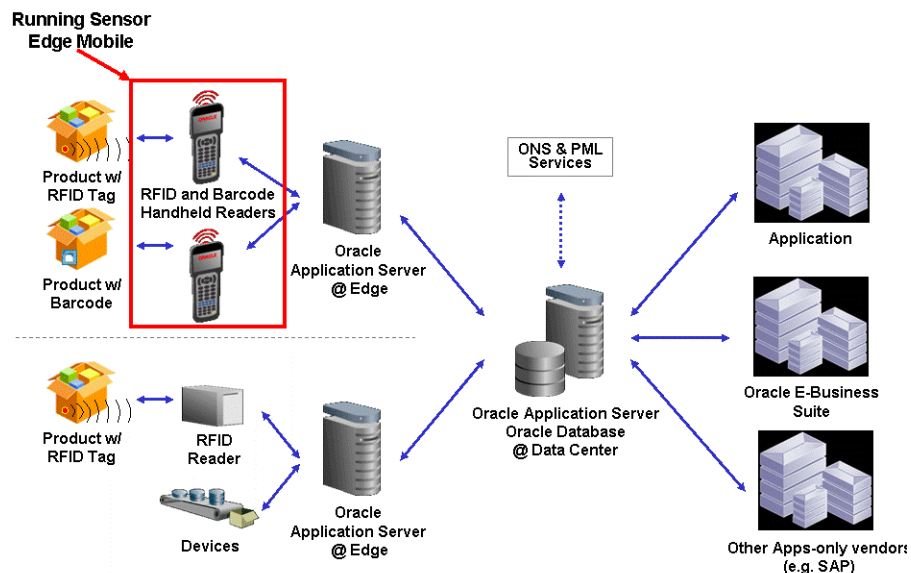 Running Sensor
Edge Mobile
Product w/
RFID Tag
RFID and Barcode
Handheld Readers
Product w/
Barcode
Oracle
Application Server
@ Edge
ONS & PML
Services
Application
Oracle E-Business
Suite
Oracle Application Server
Oracle Database
@ Data Center
Product w/
RFID Tag
RFID
Reader
Devices
Oracle
Application Server
@ Edge
Other Apps-only vendors
(e.g. SAP)
ORACLE
ORACLE